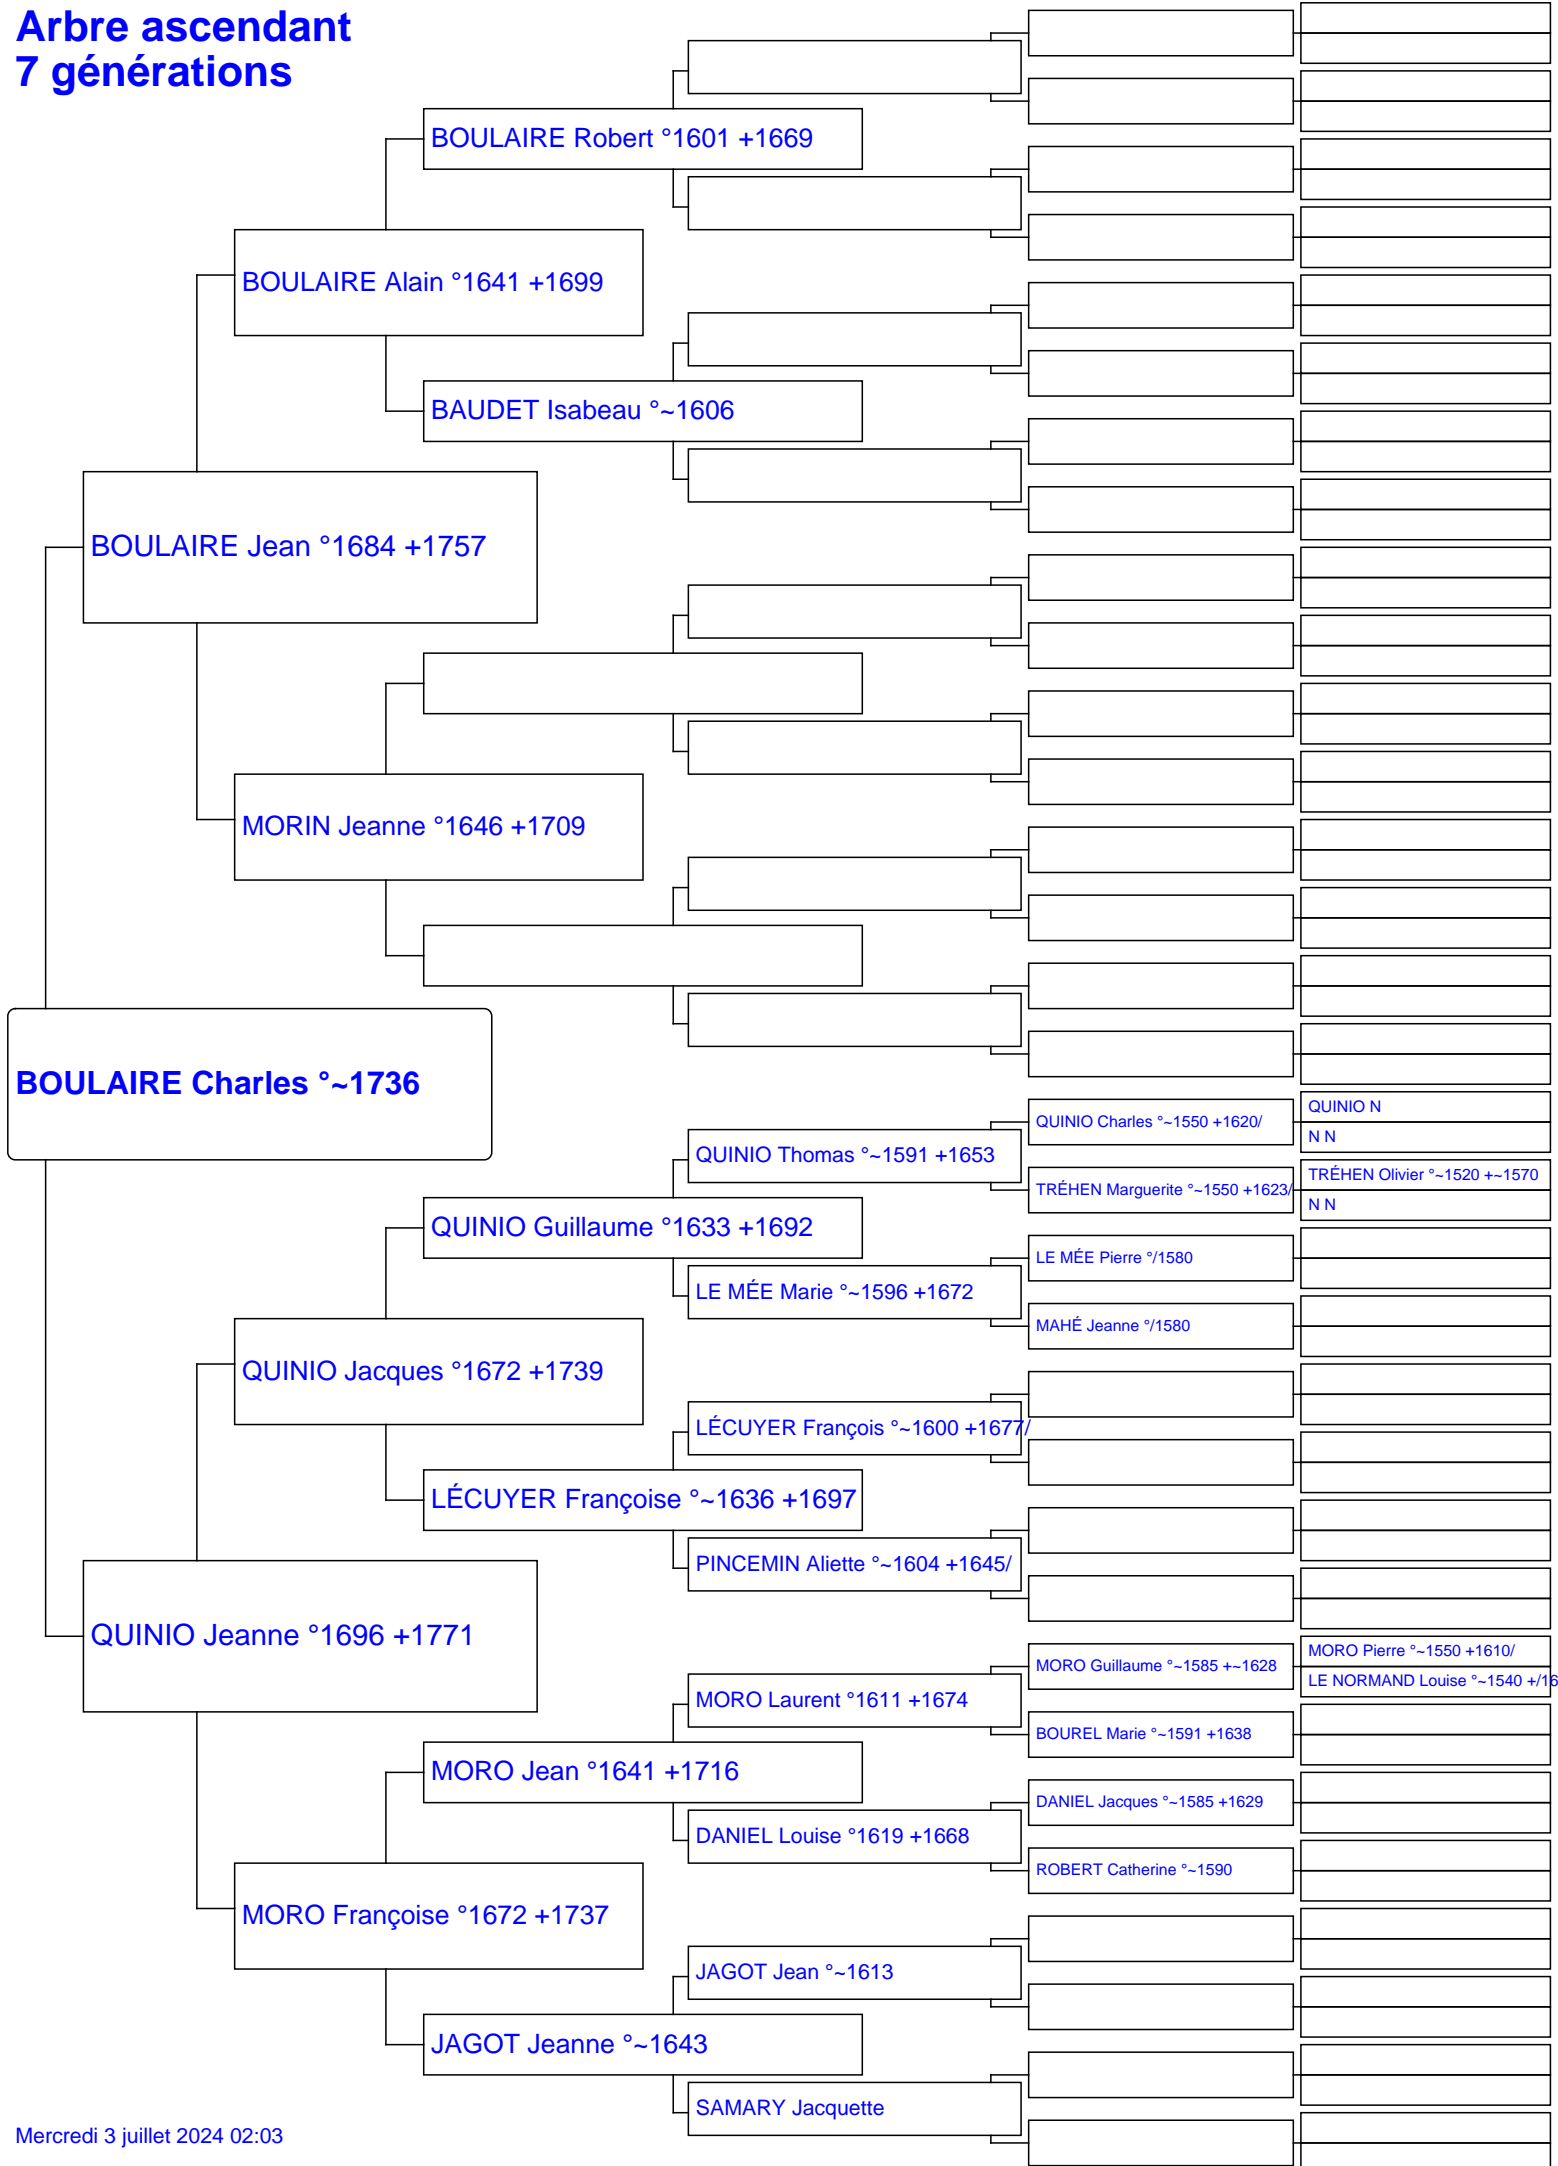 Arbre ascendant
7 générations
BOULAIRE Robert °1601 +1669
BOULAIRE Alain °1641 +1699
BAUDET Isabeau °~1606
BOULAIRE Jean °1684 +1757
MORIN Jeanne °1646 +1709
BOULAIRE Charles °~1736
QUINIO N
QUINIO Charles °~1550 +1620/
N N
QUINIO Thomas °~1591 +1653
TRÉHEN Olivier °~1520 +~1570
TRÉHEN Marguerite °~1550 +1623/
N N
QUINIO Guillaume °1633 +1692
LE MÉE Pierre °/1580
LE MÉE Marie °~1596 +1672
MAHÉ Jeanne °/1580
QUINIO Jacques °1672 +1739
LÉCUYER François °~1600 +1677/
LÉCUYER Françoise °~1636 +1697
PINCEMIN Aliette °~1604 +1645/
QUINIO Jeanne °1696 +1771
MORO Pierre °~1550 +1610/
MORO Guillaume °~1585 +~1628
LE NORMAND Louise °~1540 +/16
MORO Laurent °1611 +1674
BOUREL Marie °~1591 +1638
MORO Jean °1641 +1716
DANIEL Jacques °~1585 +1629
DANIEL Louise °1619 +1668
ROBERT Catherine °~1590
MORO Françoise °1672 +1737
JAGOT Jean °~1613
JAGOT Jeanne °~1643
SAMARY Jacquette
Mercredi 3 juillet 2024 02:03